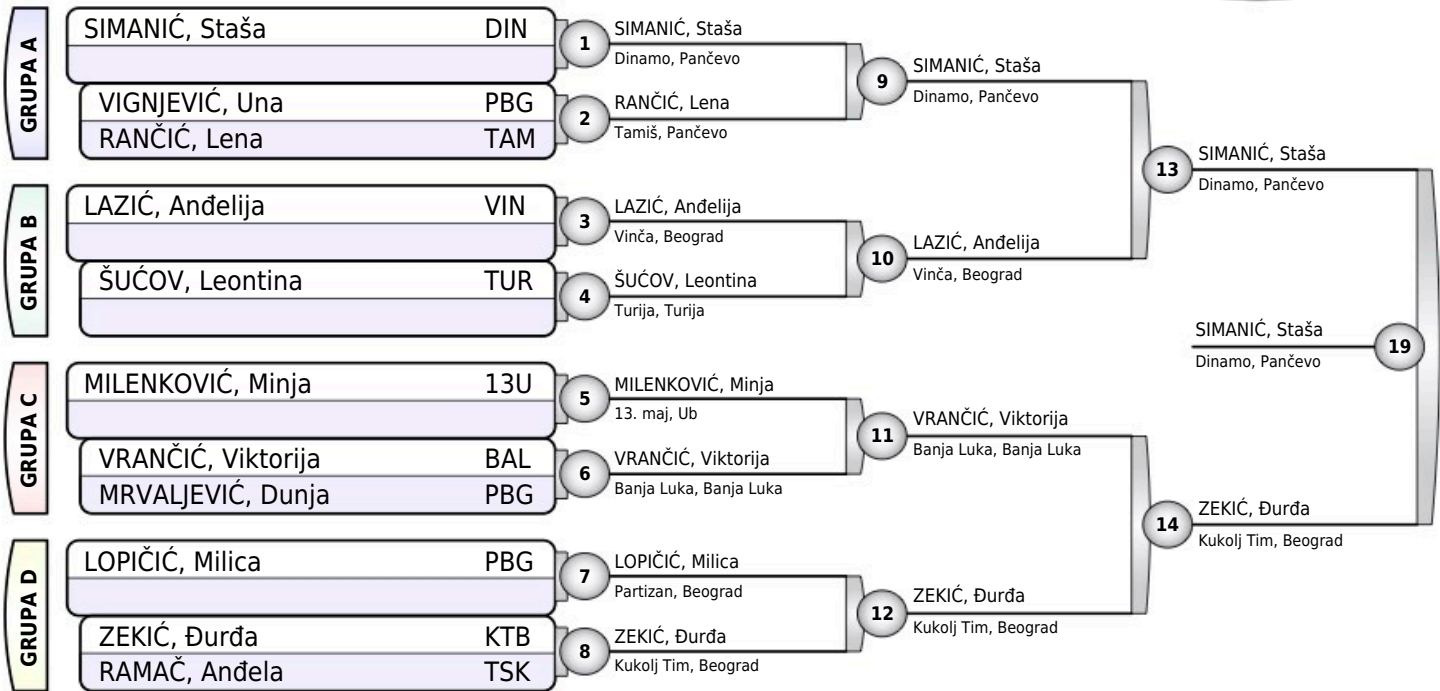 GRUPA A
SIMANIĆ, Staša DIN
VIGNJEVIĆ, Una PBG
RANČIĆ, Lena TAM
GRUPA B
LAZIĆ, Anđelija VIN
ŠUĆOV, Leontina TUR
GRUPA C
MILENKOVIĆ, Minja 13U
VRANČIĆ, Viktorija BAL
MRVALJEVIĆ, Dunja PBG
GRUPA D
LOPIČIĆ, Milica PBG
ZEKIĆ, Đurđa KTB
RAMAČ, Anđela TSK
1
SIMANIĆ, Staša
Dinamo, Pančevo
2
RANČIĆ, Lena
Tamiš, Pančevo
3
LAZIĆ, Anđelija
Vinča, Beograd
4
ŠUĆOV, Leontina
Turija, Turija
5
MILENKOVIĆ, Minja
13. maj, Ub
6
VRANČIĆ, Viktorija
Banja Luka, Banja Luka
7
LOPIČIĆ, Milica
Partizan, Beograd
8
ZEKIĆ, Đurđa
Kukolj Tim, Beograd
9
SIMANIĆ, Staša
Dinamo, Pančevo
10
LAZIĆ, Anđelija
Vinča, Beograd
11
VRANČIĆ, Viktorija
Banja Luka, Banja Luka
12
ZEKIĆ, Đurđa
Kukolj Tim, Beograd
13
SIMANIĆ, Staša
Dinamo, Pančevo
14
ZEKIĆ, Đurđa
Kukolj Tim, Beograd
SIMANIĆ, Staša
Dinamo, Pančevo
19